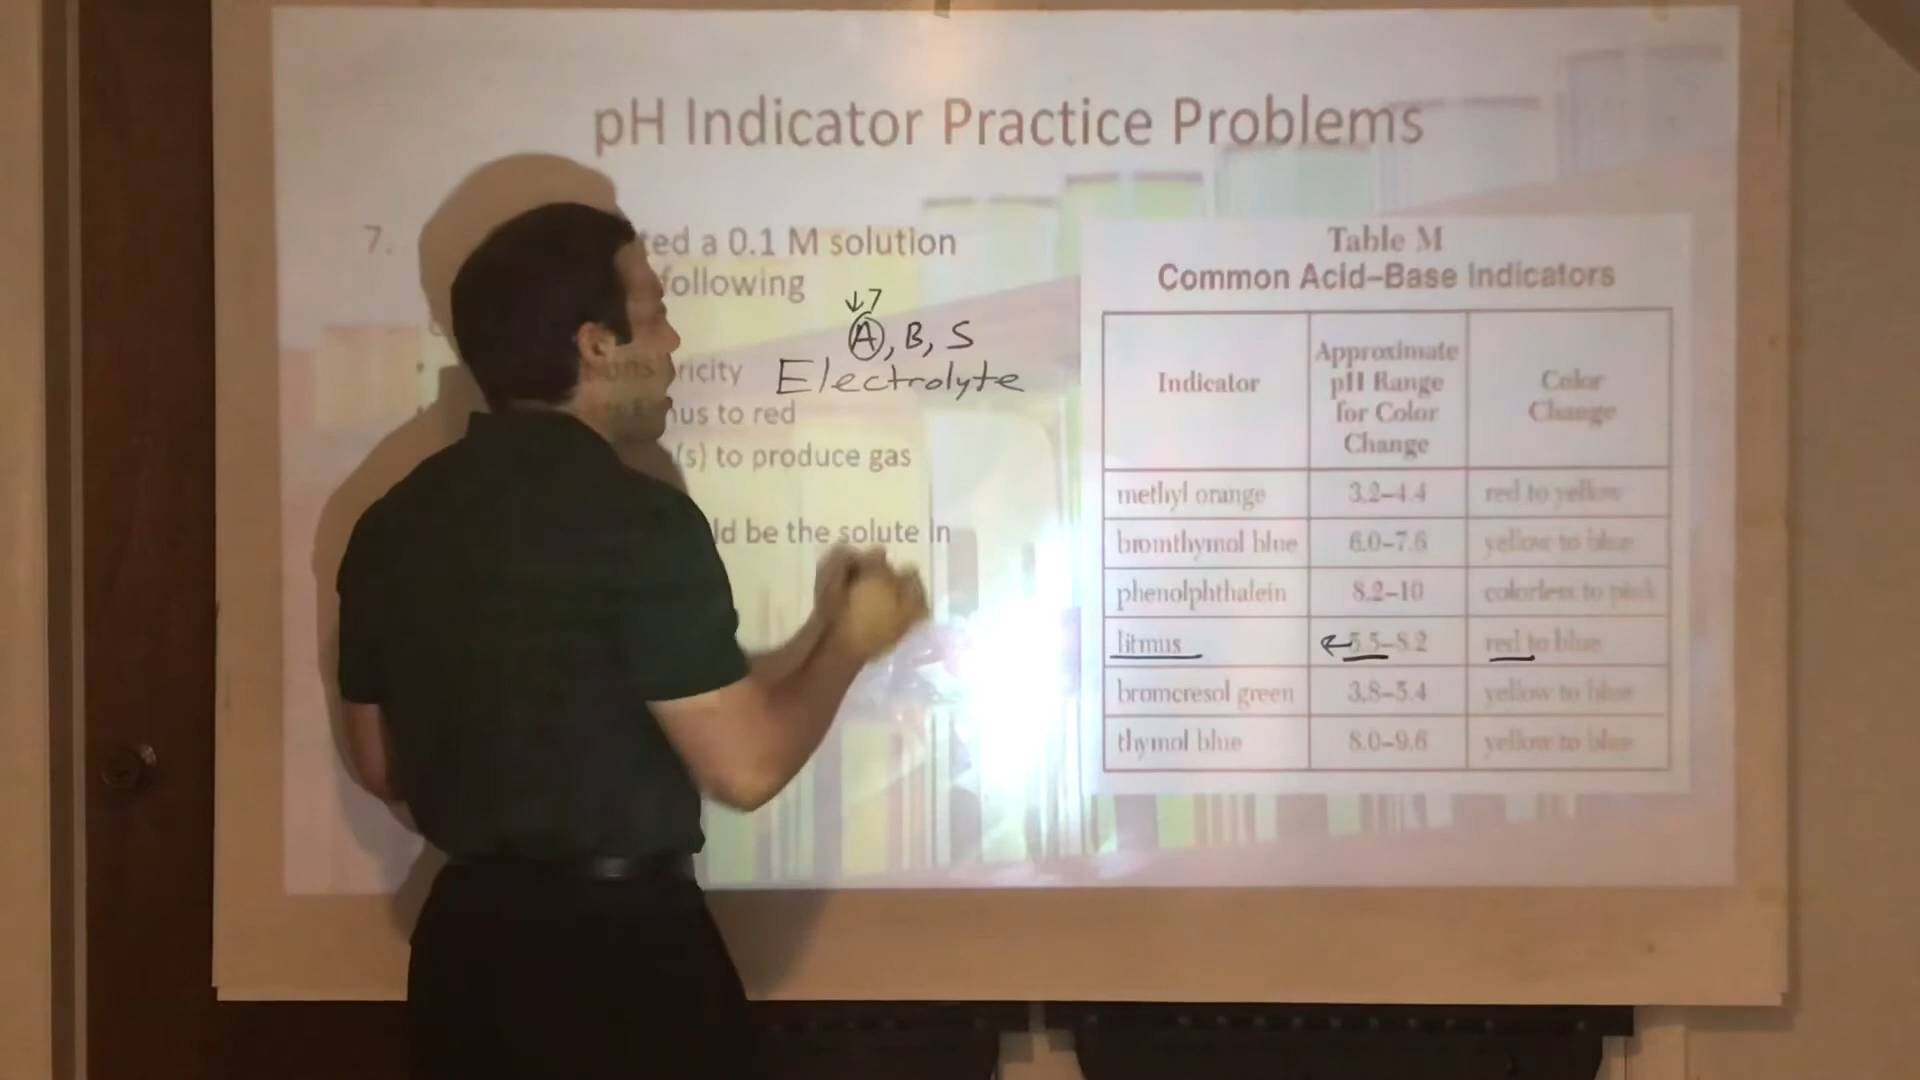 pH Indicator Practice Problems
7. ted a 0.1 M solution
following
↓7
A, B, S
ricity Electrolyte
us to red
(s) to produce gas
ld be the solute in
Table M
Common Acid–Base Indicators
Indicator
Approximate
pH Range
for Color
Change
Color
Change
methyl orange 3.2–4.4 red to yellow
bromthymol blue 6.0–7.6 yellow to blue
phenolphthalein 8.2–10 colorless to pink
litmus ←5.5–8.2 red to blue
bromcresol green 3.8–5.4 yellow to blue
thymol blue 8.0–9.6 yellow to blue